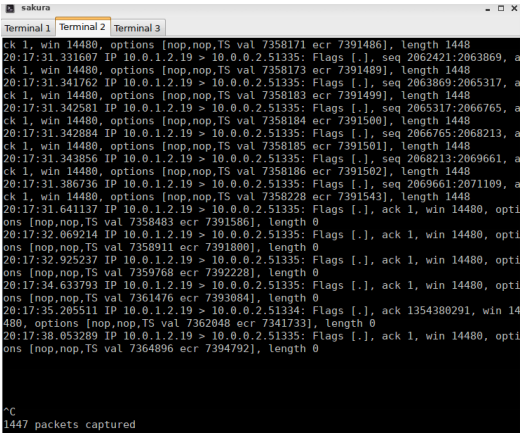 sakura
Terminal 1 Terminal 2 Terminal 3
ck 1, win 14480, options [nop,nop,TS val 7358171 ecr 7391486], length 1448
20:17:31.331607 IP 10.0.1.2.19 > 10.0.0.2.51335: Flags [.], seq 2062421:2063869, a
ck 1, win 14480, options [nop,nop,TS val 7358173 ecr 7391489], length 1448
20:17:31.341762 IP 10.0.1.2.19 > 10.0.0.2.51335: Flags [.], seq 2063869:2065317, a
ck 1, win 14480, options [nop,nop,TS val 7358183 ecr 7391499], length 1448
20:17:31.342581 IP 10.0.1.2.19 > 10.0.0.2.51335: Flags [.], seq 2065317:2066765, a
ck 1, win 14480, options [nop,nop,TS val 7358184 ecr 7391500], length 1448
20:17:31.342884 IP 10.0.1.2.19 > 10.0.0.2.51335: Flags [.], seq 2066765:2068213, a
ck 1, win 14480, options [nop,nop,TS val 7358185 ecr 7391501], length 1448
20:17:31.343856 IP 10.0.1.2.19 > 10.0.0.2.51335: Flags [.], seq 2068213:2069661, a
ck 1, win 14480, options [nop,nop,TS val 7358186 ecr 7391502], length 1448
20:17:31.386736 IP 10.0.1.2.19 > 10.0.0.2.51335: Flags [.], seq 2069661:2071109, a
ck 1, win 14480, options [nop,nop,TS val 7358228 ecr 7391543], length 1448
20:17:31.641137 IP 10.0.1.2.19 > 10.0.0.2.51335: Flags [.], ack 1, win 14480, opti
ons [nop,nop,TS val 7358483 ecr 7391586], length 0
20:17:32.069214 IP 10.0.1.2.19 > 10.0.0.2.51335: Flags [.], ack 1, win 14480, opti
ons [nop,nop,TS val 7358911 ecr 7391800], length 0
20:17:32.925237 IP 10.0.1.2.19 > 10.0.0.2.51335: Flags [.], ack 1, win 14480, opti
ons [nop,nop,TS val 7359768 ecr 7392228], length 0
20:17:34.633793 IP 10.0.1.2.19 > 10.0.0.2.51335: Flags [.], ack 1, win 14480, opti
ons [nop,nop,TS val 7361476 ecr 7393084], length 0
20:17:35.205511 IP 10.0.1.2.19 > 10.0.0.2.51334: Flags [.], ack 1354380291, win 14
480, options [nop,nop,TS val 7362048 ecr 7341733], length 0
20:17:38.053289 IP 10.0.1.2.19 > 10.0.0.2.51335: Flags [.], ack 1, win 14480, opti
ons [nop,nop,TS val 7364896 ecr 7394792], length 0
^C
1447 packets captured